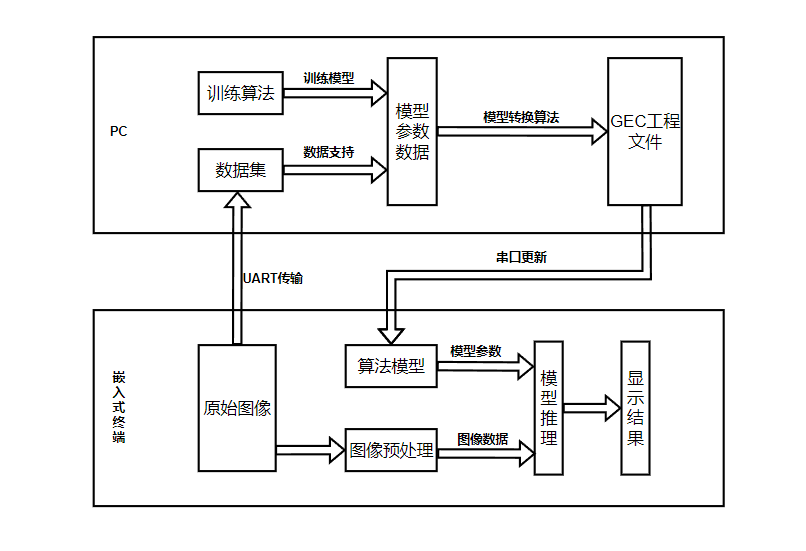 训练算法
训练模型
模型
参数
数据
模型转换算法
GEC工程
文件
PC
数据集
数据支持
UART传输
串口更新
嵌
入
式
终
端
原始图像
算法模型
模型参数
图像预处理
图像数据
模
型
推
理
显
示
结
果